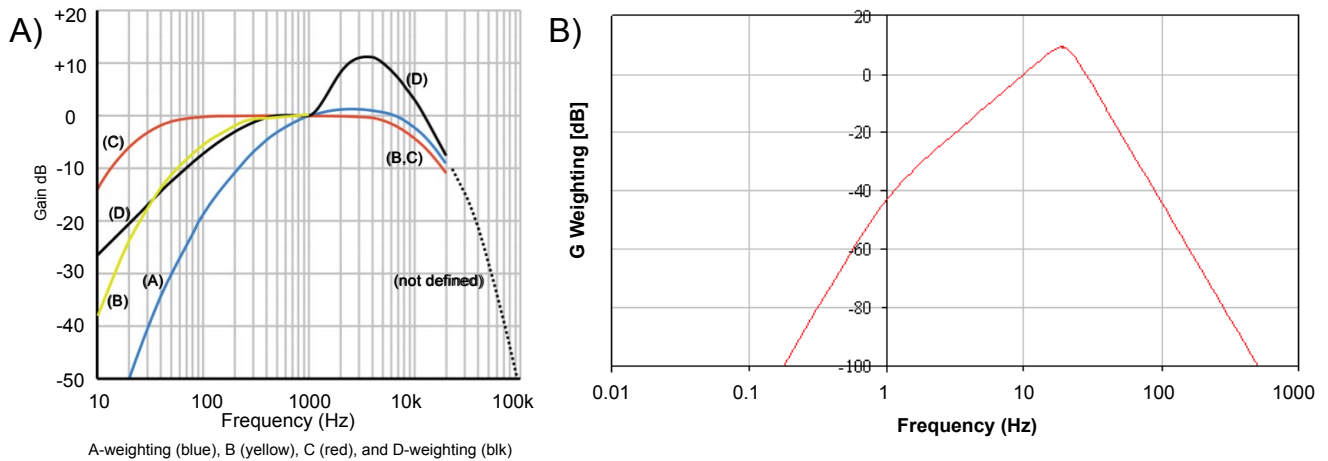 A)
+20
+10
0
-10
-20
-30
-40
-50
Gain dB
(C)
(D)
(B)
(A)
(D)
(B,C)
(not defined)
10 100 1000 10k 100k
Frequency (Hz)
A-weighting (blue), B (yellow), C (red), and D-weighting (blk)
B)
20
0
-20
-40
-60
-80
-100
G Weighting [dB]
0.01 0.1 1 10 100 1000
Frequency (Hz)